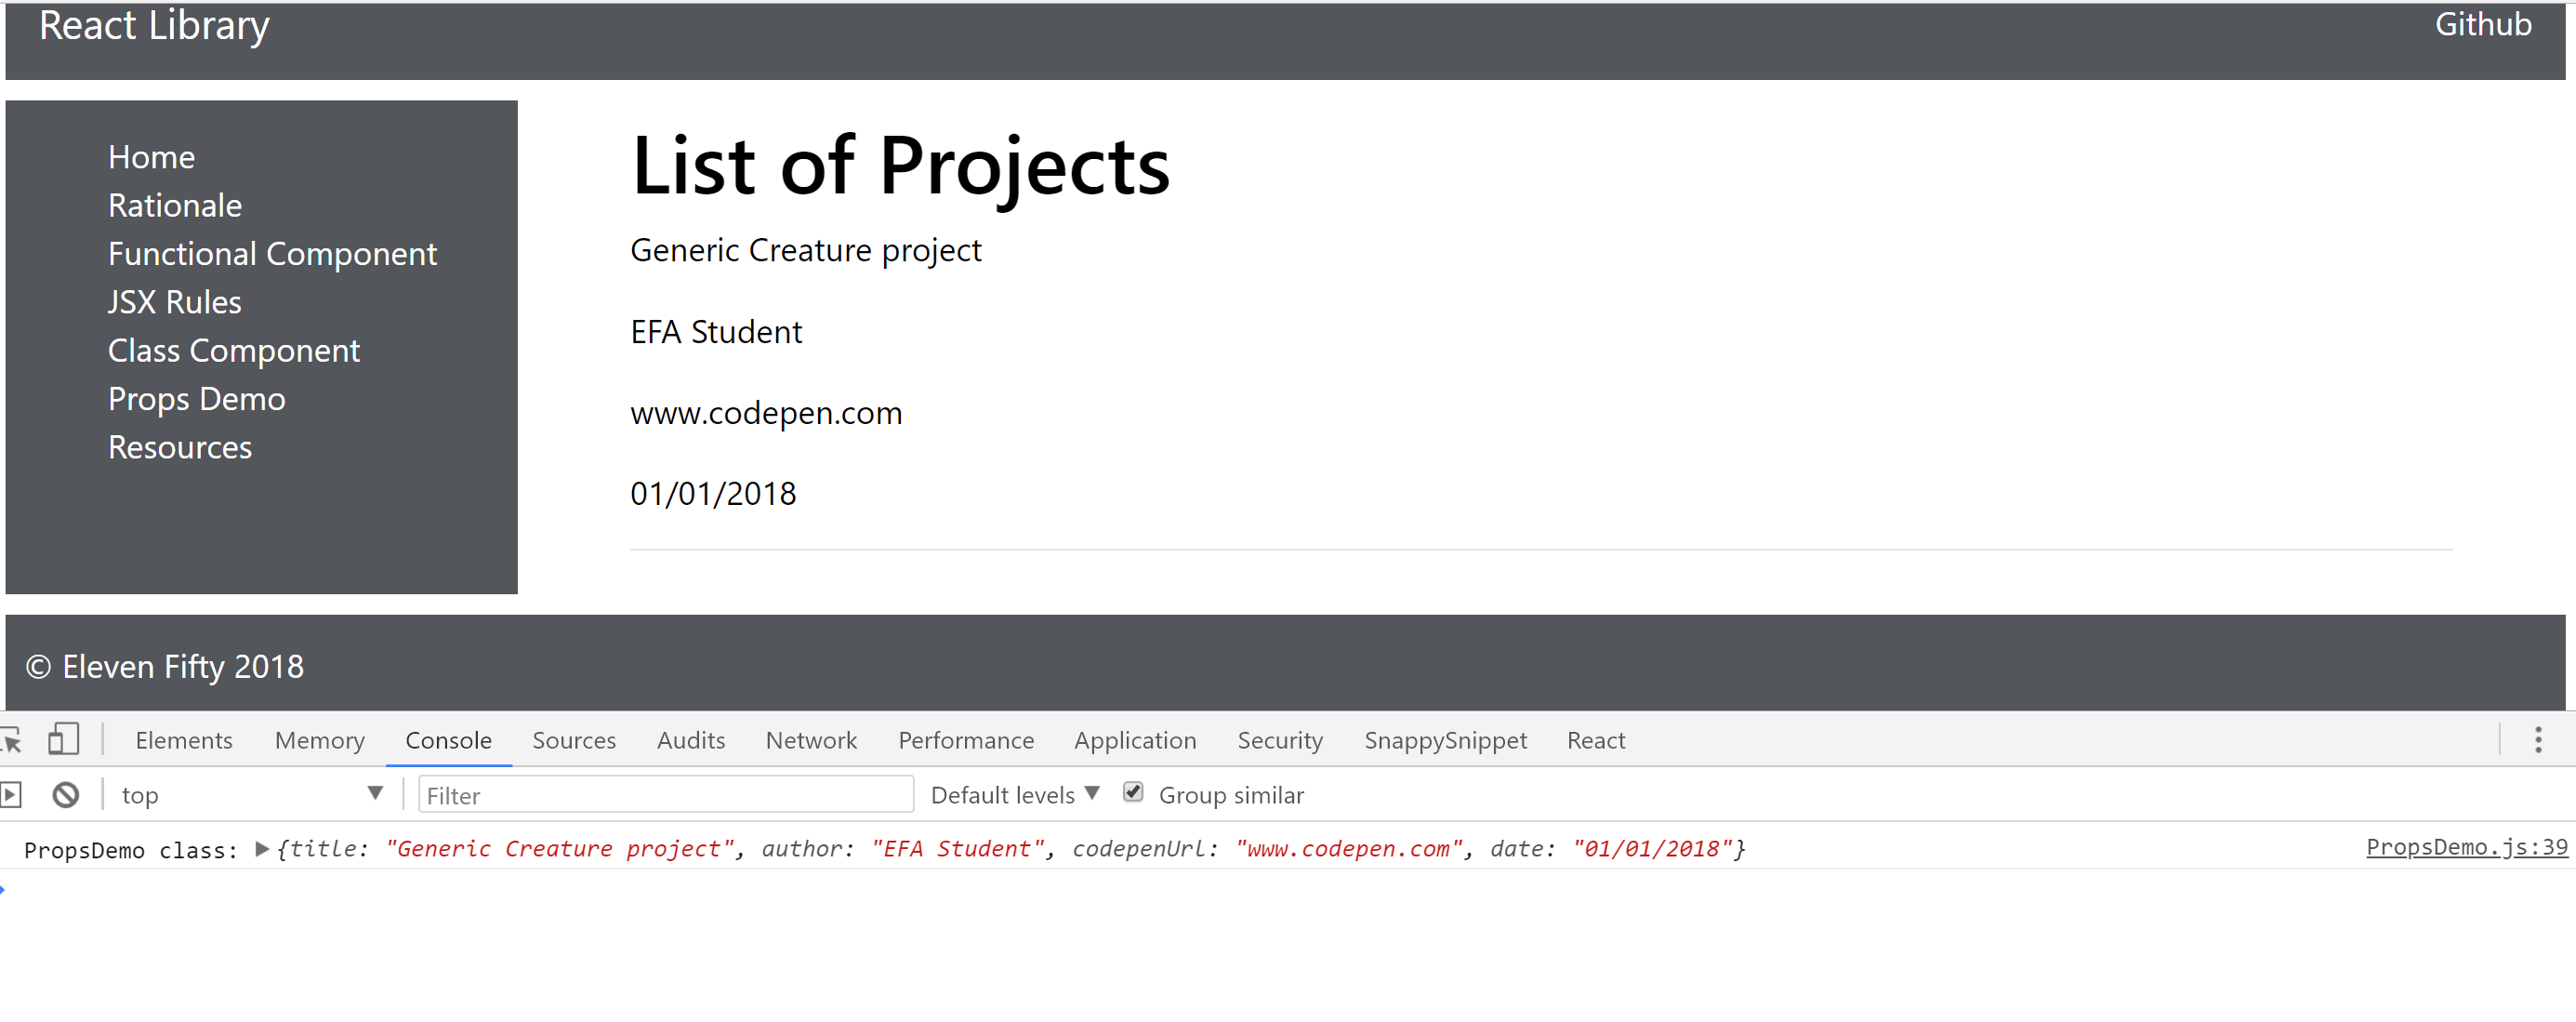 React Library
Github
Home
Rationale
Functional Component
JSX Rules
Class Component
Props Demo
Resources
List of Projects
Generic Creature project
EFA Student
www.codepen.com
01/01/2018
© Eleven Fifty 2018
Elements Memory Console Sources Audits Network Performance Application Security SnappySnippet React
top Filter Default levels Group similar
PropsDemo class: {title: "Generic Creature project", author: "EFA Student", codepenUrl: "www.codepen.com", date: "01/01/2018"} PropsDemo.js:39